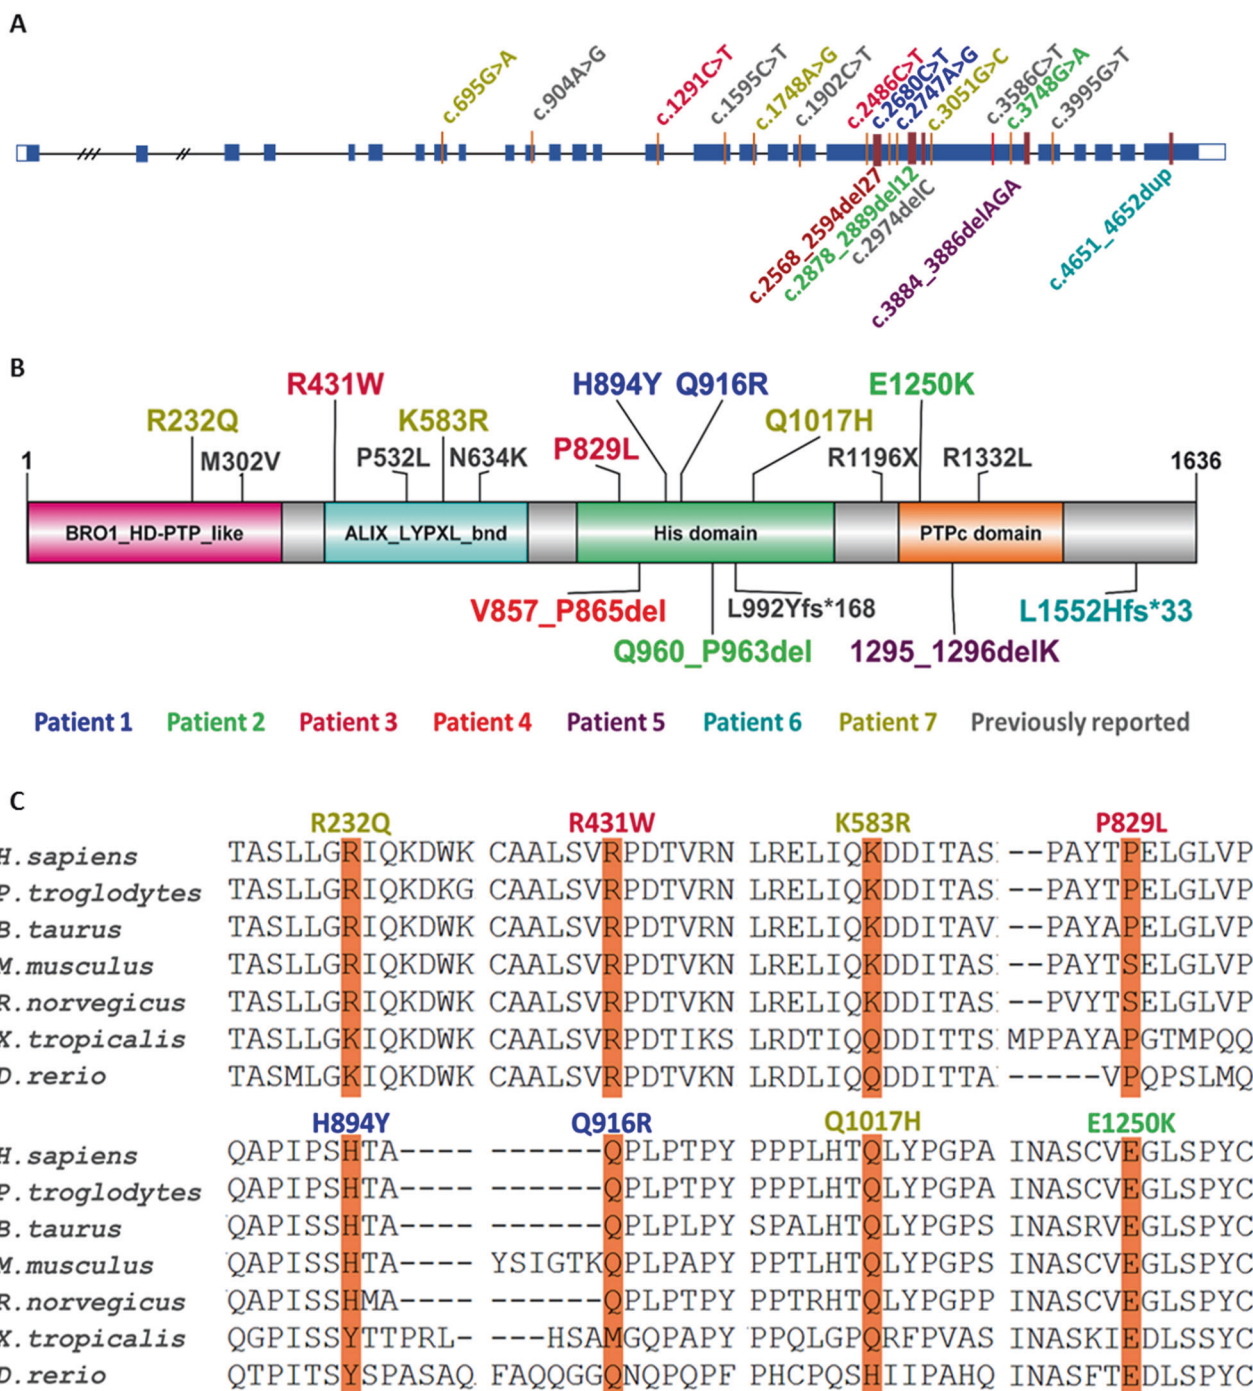 A
c.695G>A
c.904A>G
c.1291C>T
c.1595C>T
c.1748A>G
c.1902C>T
c.2486C>T
c.2680C>T
c.2747A>G
c.3051G>C
c.3586C>T
c.3748G>A
c.3995G>T
c.2568_2594del27
c.2878_2889del12
c.2974delC
c.3884_3886delAGA
c.4651_4652dup
B
R431W H894Y Q916R E1250K
R232Q K583R Q1017H
1 M302V P532L N634K P829L R1196X R1332L 1636
BRO1_HD-PTP_like ALIX_LYPXL_bnd His domain PTPc domain
V857_P865del L992Yfs*168 L1552Hfs*33
Q960_P963del 1295_1296delK
Patient 1 Patient 2 Patient 3 Patient 4 Patient 5 Patient 6 Patient 7 Previously reported
C
R232Q R431W K583R P829L
H.sapiens TASLLGRIQKDWK CAALSVRPDTVRN LRELIQKDDITAS --PAYTPELGLVP
P.troglodytes TASLLGRIQKDKG CAALSVRPDTVRN LRELIQKDDITAS --PAYTPELGLVP
B.taurus TASLLGRIQKDWK CAALSVRPDTVRN LRELIQKDDITAV --PAYAPELGLVP
M.musculus TASLLGRIQKDWK CAALSVRPDTVKN LRELIQKDDITAS --PAYTSELGLVP
R.norvegicus TASLLGRIQKDWK CAALSVRPDTVKN LRELIQKDDITAS --PVYTSELGLVP
X.tropicalis TASLLGKIQKDWK CAALSVRPDTIKS LRDTIQQDDITTS MPPAYAPGTMPQQ
D.rerio TASMLGKIQKDWK CAALSVRPDTVKN LRDLIQQDDITTA -----VPQPSLMQ
H894Y Q916R Q1017H E1250K
H.sapiens QAPIPSHTA---- ------QPLPTPY PPPLHTQLYPGPA INASCVEGLSPYC
P.troglodytes QAPIPSHTA---- ------QPLPTPY PPPLHTQLYPGPA INASCVEGLSPYC
B.taurus QAPISSHTA---- ------QPLPLPY SPALHTQLYPGPS INASRVEGLSPYC
M.musculus QAPISSHTA---- YSIGTKQPLPAPY PPTLHTQLYPGPS INASCVEGLSPYC
R.norvegicus QAPISSHMA---- ------QPLPTPY PPTRHTQLYPGPP INASCVEGLSPYC
X.tropicalis QGPISSYTTPRL- ---HSAMGQPAPY PPQLGPQRFPVAS INASKIEDLSSYC
D.rerio QTPITSYSPASAQ FAQQGGQNQPQPF PHCPQSHIIPAHQ INASFTEDLSPYC